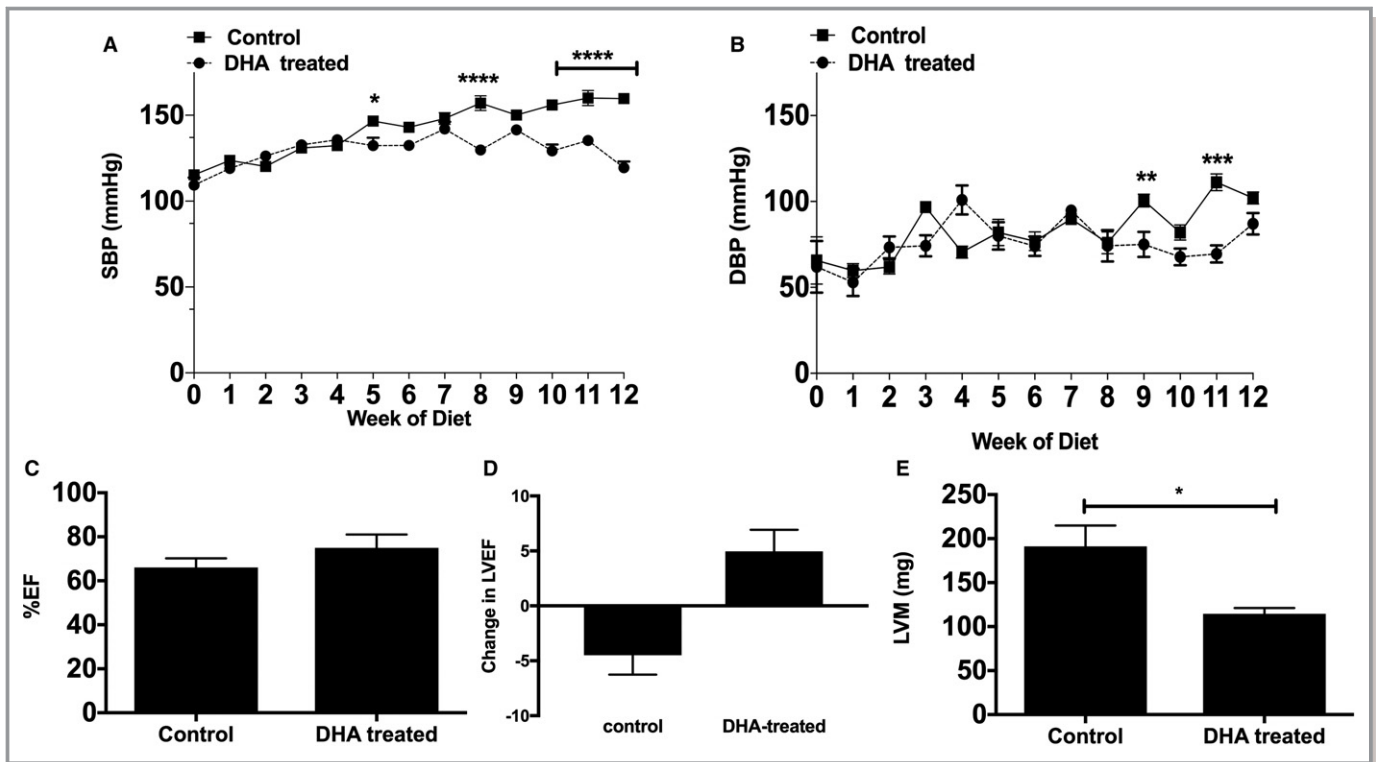 A
Control
DHA treated
*
****
****
SBP (mmHg)
150
100
50
0
0 1 2 3 4 5 6 7 8 9 10 11 12
Week of Diet
B
Control
DHA treated
**
***
DBP (mmHg)
150
100
50
0
0 1 2 3 4 5 6 7 8 9 10 11 12
Week of Diet
C
%EF
100
80
60
40
20
0
Control DHA treated
D
Change in LVEF
10
5
0
-5
-10
control DHA-treated
E
*
LVM (mg)
250
200
150
100
50
0
Control DHA treated